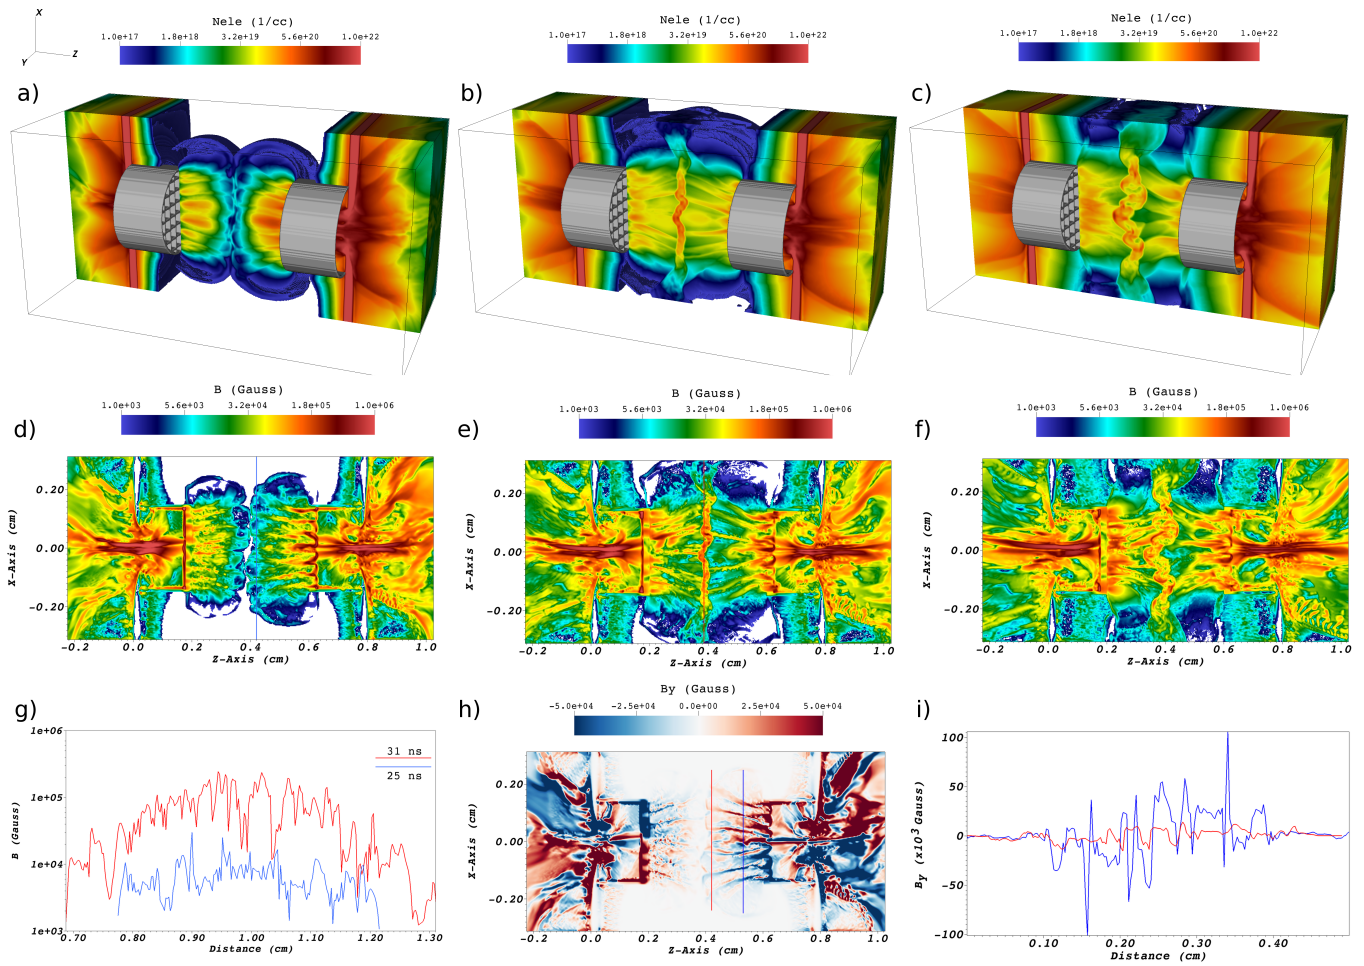 X
Y
Z
Nele (1/cc)
1.0e+17 1.8e+18 3.2e+19 5.6e+20 1.0e+22
Nele (1/cc)
1.0e+17 1.8e+18 3.2e+19 5.6e+20 1.0e+22
Nele (1/cc)
1.0e+17 1.8e+18 3.2e+19 5.6e+20 1.0e+22
a)
b)
c)
B (Gauss)
1.0e+03 5.6e+03 3.2e+04 1.8e+05 1.0e+06
B (Gauss)
1.0e+03 5.6e+03 3.2e+04 1.8e+05 1.0e+06
B (Gauss)
1.0e+03 5.6e+03 3.2e+04 1.8e+05 1.0e+06
d)
X-Axis (cm)
0.20
0.00
-0.20
-0.2 0.0 0.2 0.4 0.6 0.8 1.0
Z-Axis (cm)
e)
X-Axis (cm)
0.20
0.00
-0.20
-0.2 0.0 0.2 0.4 0.6 0.8 1.0
Z-Axis (cm)
f)
X-Axis (cm)
0.20
0.00
-0.20
-0.2 0.0 0.2 0.4 0.6 0.8 1.0
Z-Axis (cm)
g)
B (Gauss)
1e+06
1e+05
1e+04
1e+03
31 ns
25 ns
0.70 0.80 0.90 1.00 1.10 1.20 1.30
Distance (cm)
h)
By (Gauss)
-5.0e+04 -2.5e+04 0.0e+00 2.5e+04 5.0e+04
X-Axis (cm)
0.20
0.00
-0.20
-0.2 0.0 0.2 0.4 0.6 0.8 1.0
Z-Axis (cm)
i)
By (x10³ Gauss)
100
50
0
-50
-100
0.10 0.20 0.30 0.40
Distance (cm)